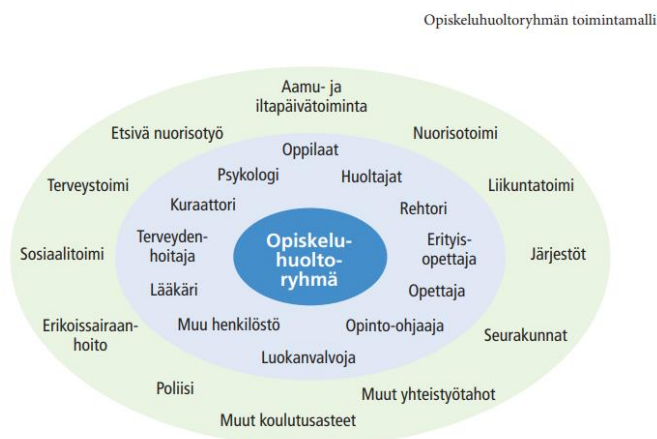 Opiskeluhuoltoryhmän toimintamalli
Aamu- ja
iltapäivätoiminta
Etsivä nuorisotyö
Nuorisotoimi
Oppilaat
Psykologi
Huoltajat
Terveystoimi
Liikuntatoimi
Kuraattori
Rehtori
Opiskelu-
huolto-
ryhmä
Terveyden-
hoitaja
Erityis-
opettaja
Sosiaalitoimi
Järjestöt
Lääkäri
Opettaja
Erikoissairaan-
hoito
Muu henkilöstö
Opinto-ohjaaja
Seurakunnat
Luokanvalvoja
Poliisi
Muut yhteistyötahot
Muut koulutusasteet